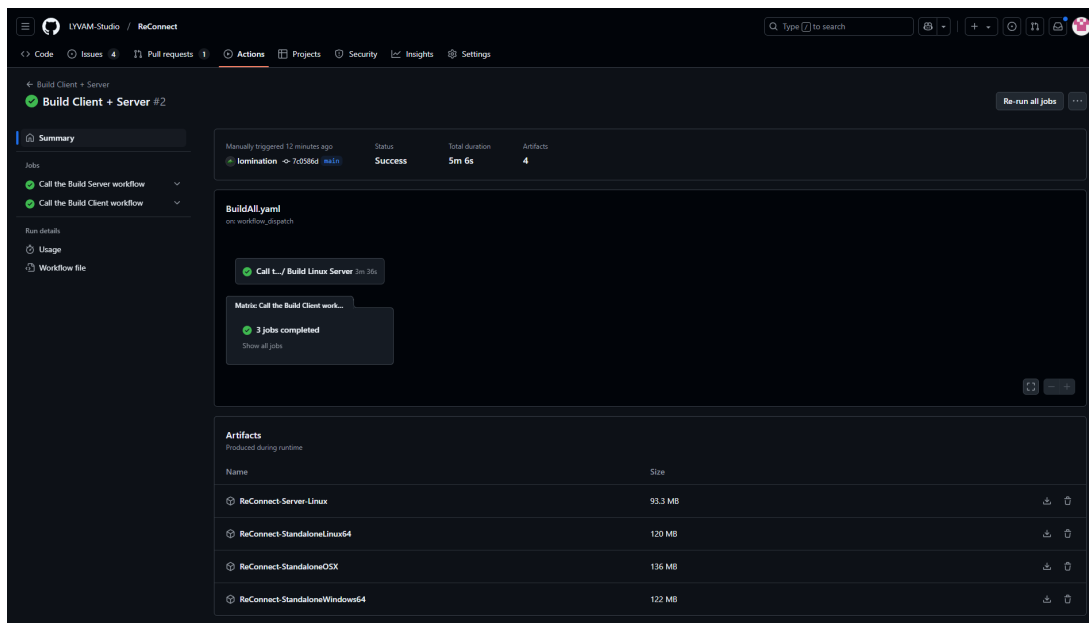 LYVAM-Studio / ReConnect
Type / to search
Code Issues 4 Pull requests 1 Actions Projects Security Insights Settings
← Build Client + Server
Build Client + Server #2
Re-run all jobs
Summary
Jobs
Call the Build Server workflow
Call the Build Client workflow
Run details
Usage
Workflow file
Manually triggered 12 minutes ago Status Total duration Artifacts
lomination 7c0586d main Success 5m 6s 4
BuildAll.yaml
on: workflow_dispatch
Call t.../ Build Linux Server 3m 36s
Matrix: Call the Build Client work...
3 jobs completed
Show all jobs
Artifacts
Produced during runtime
Name Size
ReConnect-Server-Linux 93.3 MB
ReConnect-StandaloneLinux64 120 MB
ReConnect-StandaloneOSX 136 MB
ReConnect-StandaloneWindows64 122 MB